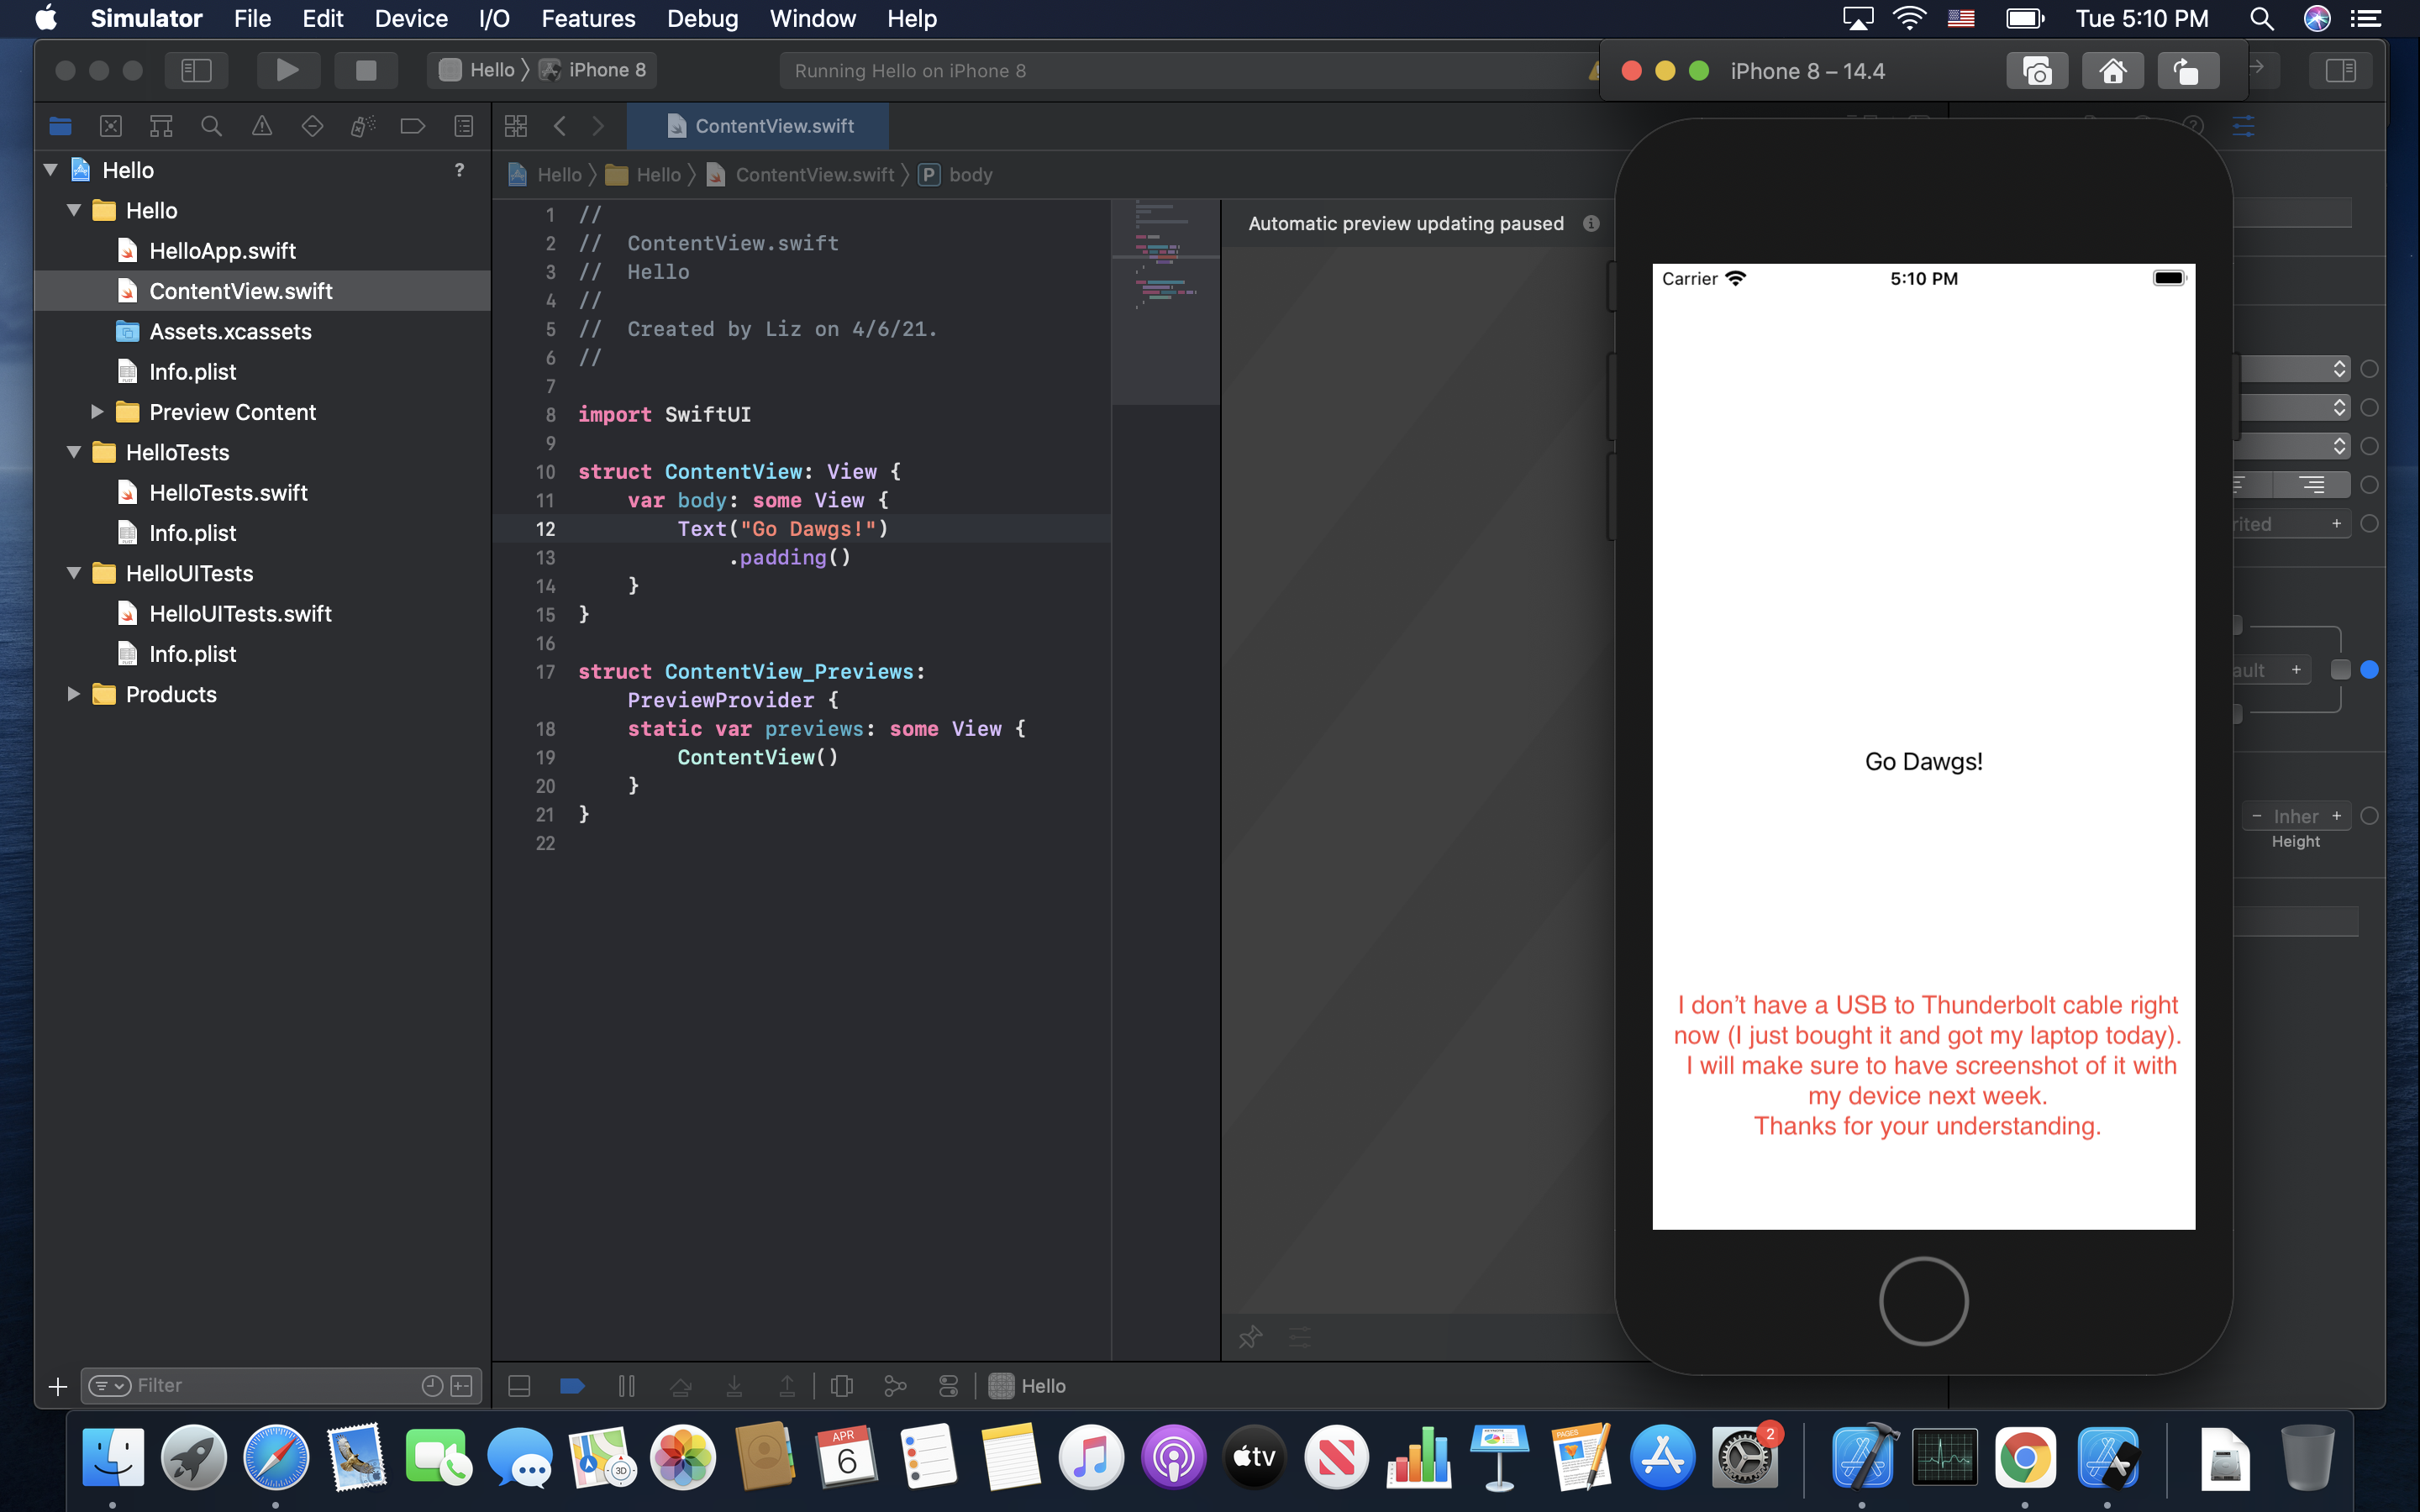 Simulator File Edit Device I/O Features Debug Window Help Tue 5:10 PM
Hello 〉 iPhone 8
Running Hello on iPhone 8
iPhone 8 – 14.4
ContentView.swift
Hello 〉 Hello 〉 ContentView.swift 〉 P body
Hello ?
Hello
HelloApp.swift
ContentView.swift
Assets.xcassets
Info.plist
Preview Content
HelloTests
HelloTests.swift
Info.plist
HelloUITests
HelloUITests.swift
Info.plist
Products
Filter
1 //
2 //  ContentView.swift
3 //  Hello
4 //
5 //  Created by Liz on 4/6/21.
6 //
7
8 import SwiftUI
9
10 struct ContentView: View {
11     var body: some View {
12         Text("Go Dawgs!")
13             .padding()
14     }
15 }
16
17 struct ContentView_Previews:
    PreviewProvider {
18     static var previews: some View {
19         ContentView()
20     }
21 }
22
Automatic preview updating paused
Carrier 5:10 PM
Go Dawgs!
I don’t have a USB to Thunderbolt cable right
now (I just bought it and got my laptop today).
I will make sure to have screenshot of it with
my device next week.
Thanks for your understanding.
rited +
ault +
− Inher +
Height
Hello
APR
6
3D
tv
PAGES
2